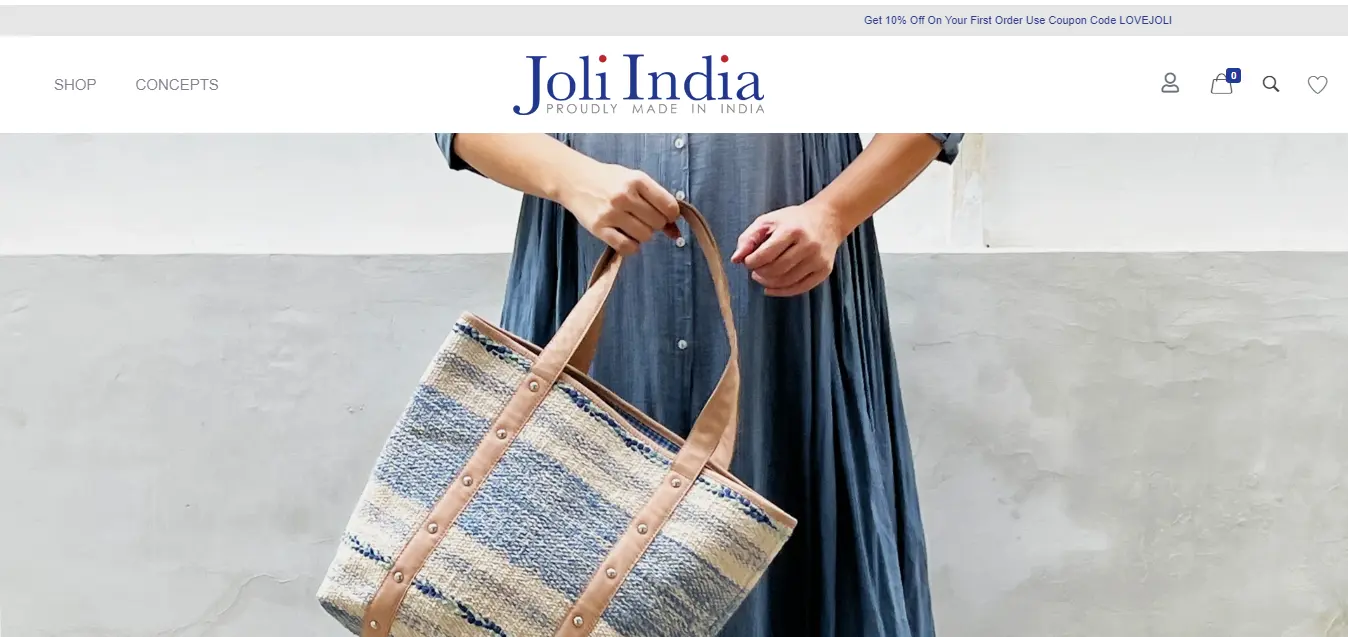 Get 10% Off On Your First Order Use Coupon Code LOVEJOLI
SHOP CONCEPTS
Joli India
PROUDLY MADE IN INDIA
0